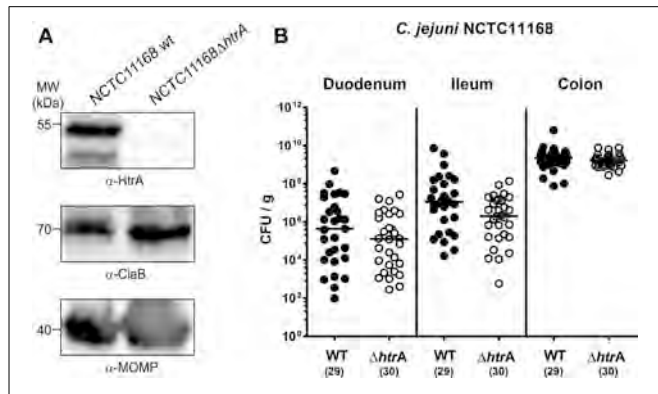 A
NCTC11168 wt
NCTC11168ΔhtrA
MW
(kDa)
55
α-HtrA
70
α-CiaB
40
α-MOMP
B
C. jejuni NCTC11168
Duodenum Ileum Colon
10¹²
10¹⁰
10⁸
10⁶
10⁴
10²
10⁰
CFU / g
WT ΔhtrA WT ΔhtrA WT ΔhtrA
(29) (30) (29) (30) (29) (30)